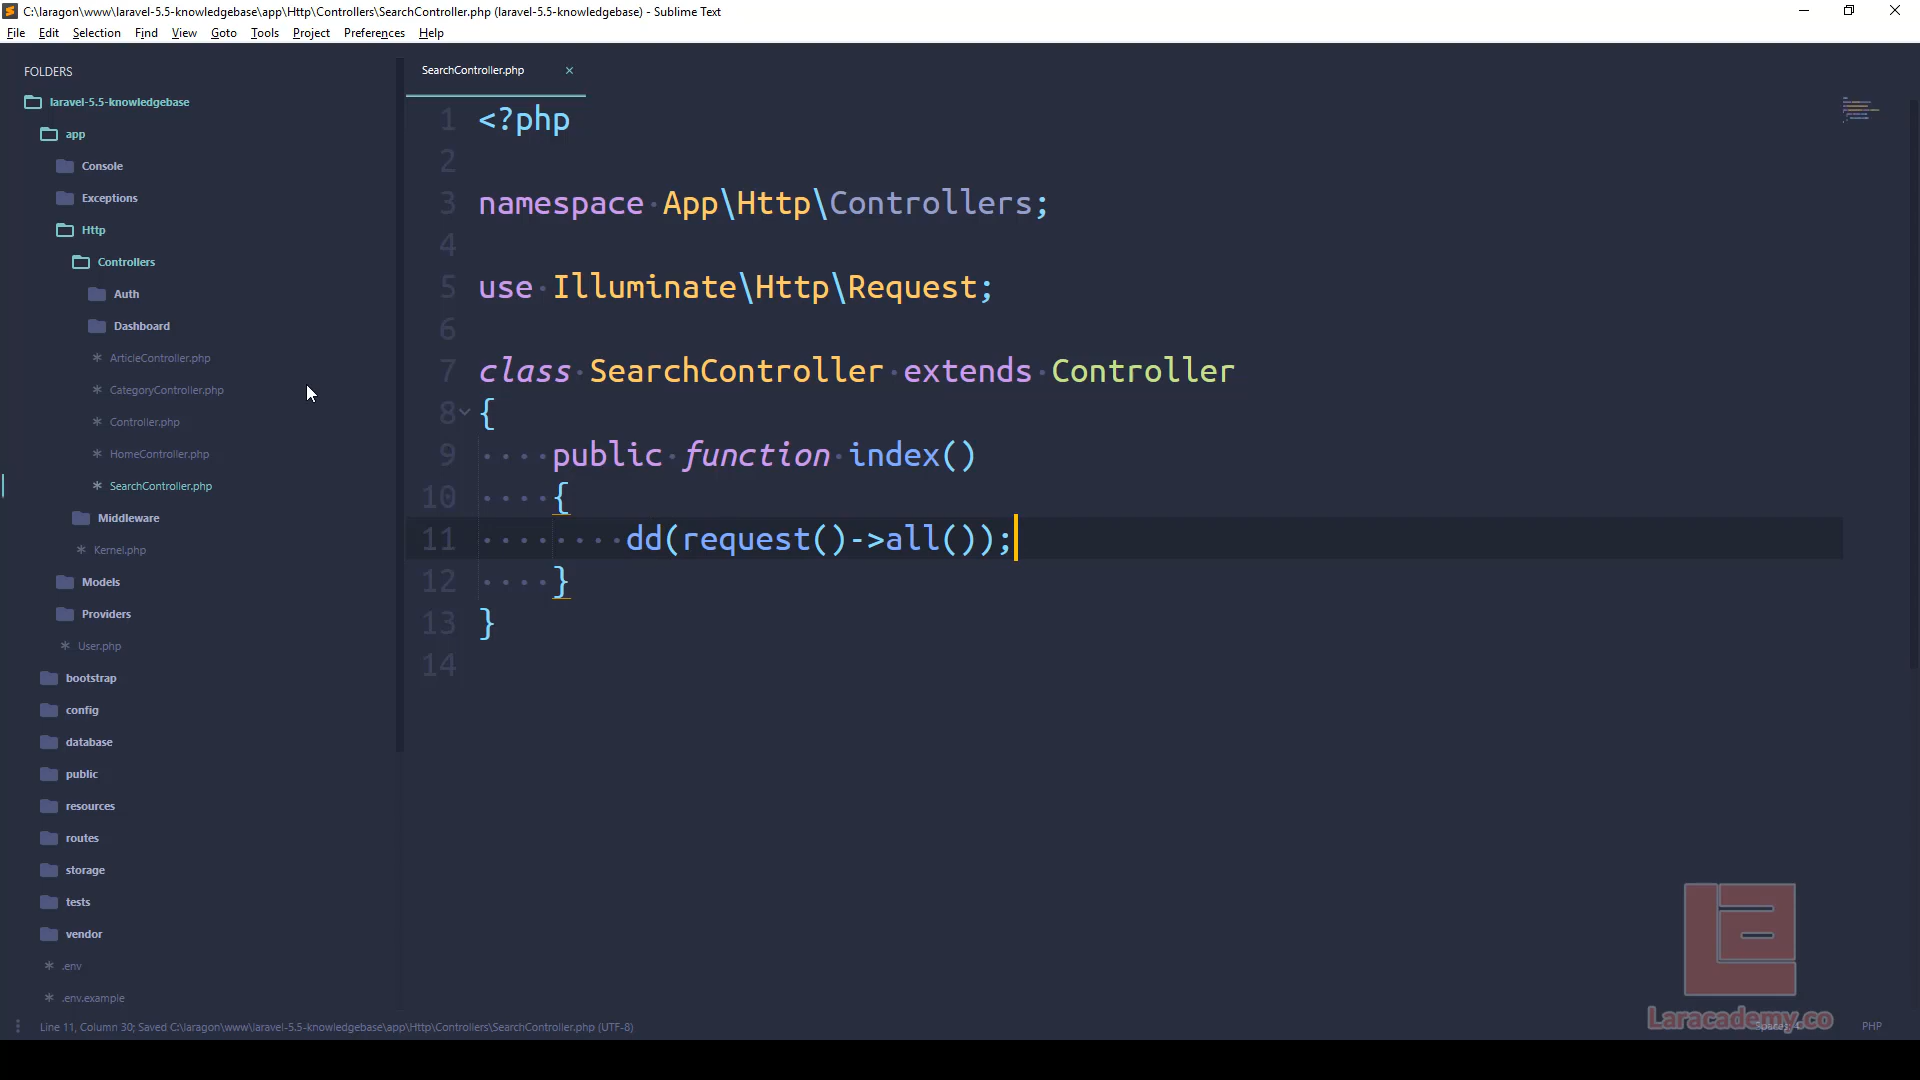 C:\laragon\www\laravel-5.5-knowledgebase\app\Http\Controllers\SearchController.php (laravel-5.5-knowledgebase) - Sublime Text
File Edit Selection Find View Goto Tools Project Preferences Help
FOLDERS
laravel-5.5-knowledgebase
app
Console
Exceptions
Http
Controllers
Auth
Dashboard
ArticleController.php
CategoryController.php
Controller.php
HomeController.php
SearchController.php
Middleware
Kernel.php
Models
Providers
User.php
bootstrap
config
database
public
resources
routes
storage
tests
vendor
.env
.env.example
SearchController.php
1 <?php
2
3 namespace App\Http\Controllers;
4
5 use Illuminate\Http\Request;
6
7 class SearchController extends Controller
8 {
9 public function index()
10 {
11 dd(request()->all());
12 }
13 }
14
Laracademy.co
Line 11, Column 30; Saved C:\laragon\www\laravel-5.5-knowledgebase\app\Http\Controllers\SearchController.php (UTF-8)
Spaces: 4
PHP